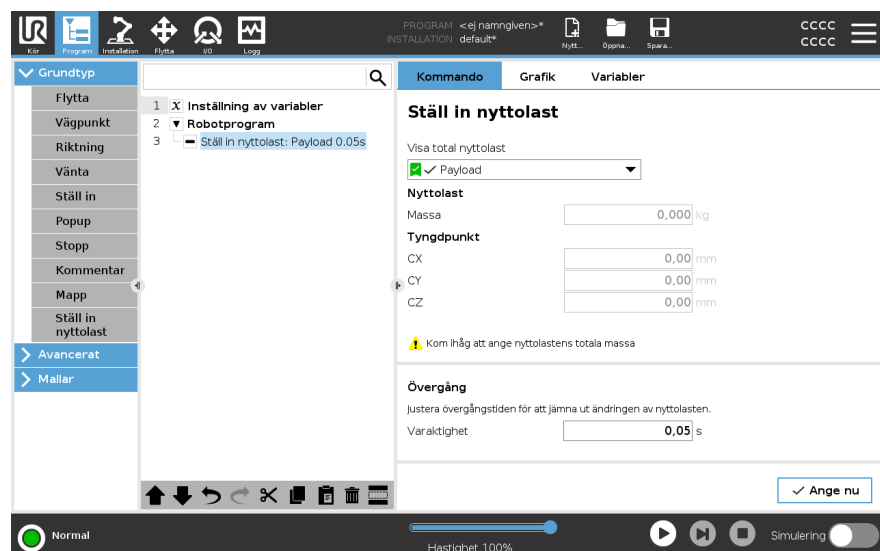 UR
PROGRAM <ej namngiven>*
INSTALLATION default*
Kör
Program
Installation
Flytta
I/O
Logg
Nytt...
Öppna...
Spara...
CCCC
CCCC
Grundtyp
Flytta
Vägpunkt
Riktning
Vänta
Ställ in
Popup
Stopp
Kommentar
Mapp
Ställ in
nyttolast
Avancerat
Mallar
1 X Inställning av variabler
2 Robotprogram
3 Ställ in nyttolast: Payload 0.05s
Kommando Grafik Variabler
Ställ in nyttolast
Visa total nyttolast
Payload
Nyttolast
Massa 0,000 kg
Tyngdpunkt
CX 0,00 mm
CY 0,00 mm
CZ 0,00 mm
Kom ihåg att ange nyttolastens totala massa
Övergång
Justera övergångstiden för att jämna ut ändringen av nyttolasten.
Varaktighet 0,05 s
Ange nu
Normal
Hastighet 100%
Simulering